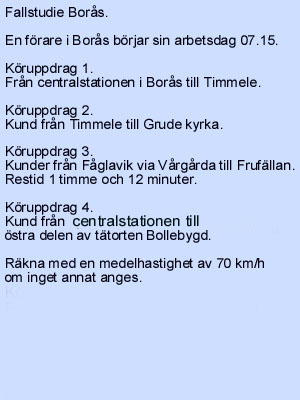 Fallstudie Borås.
En förare i Borås börjar sin arbetsdag 07.15.
Köruppdrag 1.
Från centralstationen i Borås till Timmele.
Köruppdrag 2.
Kund från Timmele till Grude kyrka.
Köruppdrag 3.
Kunder från Fåglavik via Vårgårda till Frufällan.
Restid 1 timme och 12 minuter.
Köruppdrag 4.
Kund från centralstationen till
östra delen av tätorten Bollebygd.
Räkna med en medelhastighet av 70 km/h
om inget annat anges.